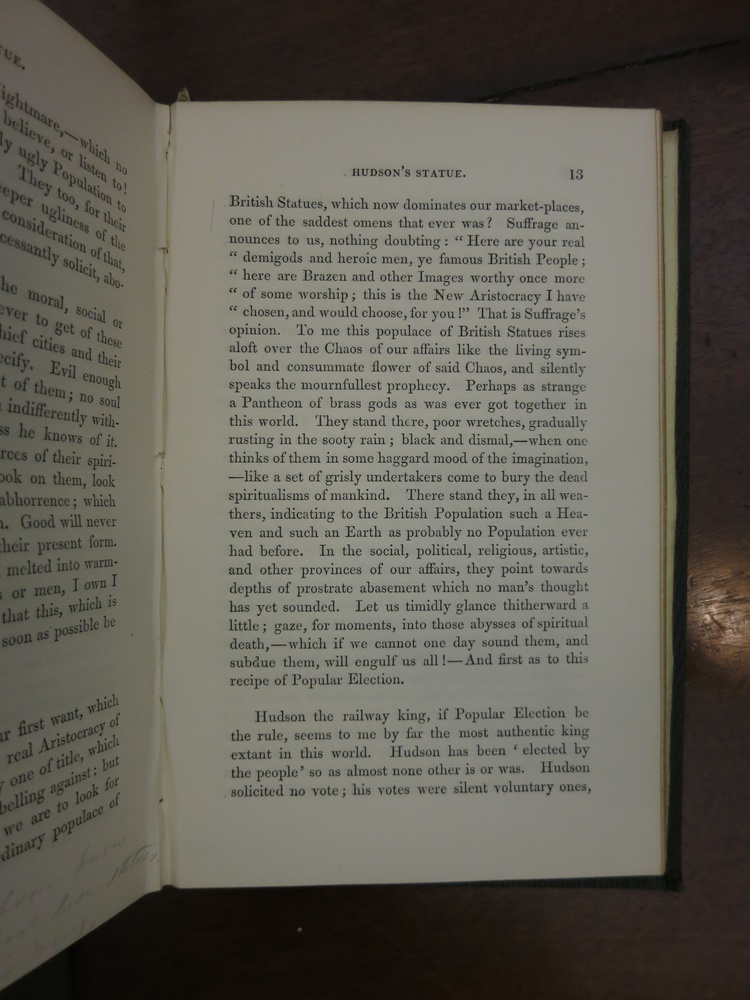 TUE.
ightmare,—which no
believe, or listen to!
ly ugly Population to
They too, for their
eper ugliness of the
consideration of that,
cessantly solicit, abo-
he moral, social or
ever to get of these
hief cities and their
ecify. Evil enough
t of them; no soul
indifferently with-
ss he knows of it.
rces of their spiri-
ook on them, look
abhorrence; which
n. Good will never
their present form.
melted into warm-
s or men, I own I
that this, which is
soon as possible be
ur first want, which
real Aristocracy of
y one of title, which
belling against: but
we are to look for
dinary populace of
HUDSON'S STATUE. 13
British Statues, which now dominates our market-places,
one of the saddest omens that ever was? Suffrage an-
nounces to us, nothing doubting: “ Here are your real
“ demigods and heroic men, ye famous British People;
“ here are Brazen and other Images worthy once more
“ of some worship; this is the New Aristocracy I have
“ chosen, and would choose, for you!” That is Suffrage's
opinion. To me this populace of British Statues rises
aloft over the Chaos of our affairs like the living sym-
bol and consummate flower of said Chaos, and silently
speaks the mournfullest prophecy. Perhaps as strange
a Pantheon of brass gods as was ever got together in
this world. They stand there, poor wretches, gradually
rusting in the sooty rain; black and dismal,—when one
thinks of them in some haggard mood of the imagination,
—like a set of grisly undertakers come to bury the dead
spiritualisms of mankind. There stand they, in all wea-
thers, indicating to the British Population such a Hea-
ven and such an Earth as probably no Population ever
had before. In the social, political, religious, artistic,
and other provinces of our affairs, they point towards
depths of prostrate abasement which no man's thought
has yet sounded. Let us timidly glance thitherward a
little; gaze, for moments, into those abysses of spiritual
death,—which if we cannot one day sound them, and
subdue them, will engulf us all!—And first as to this
recipe of Popular Election.
Hudson the railway king, if Popular Election be
the rule, seems to me by far the most authentic king
extant in this world. Hudson has been ‘ elected by
the people’ so as almost none other is or was. Hudson
solicited no vote; his votes were silent voluntary ones,